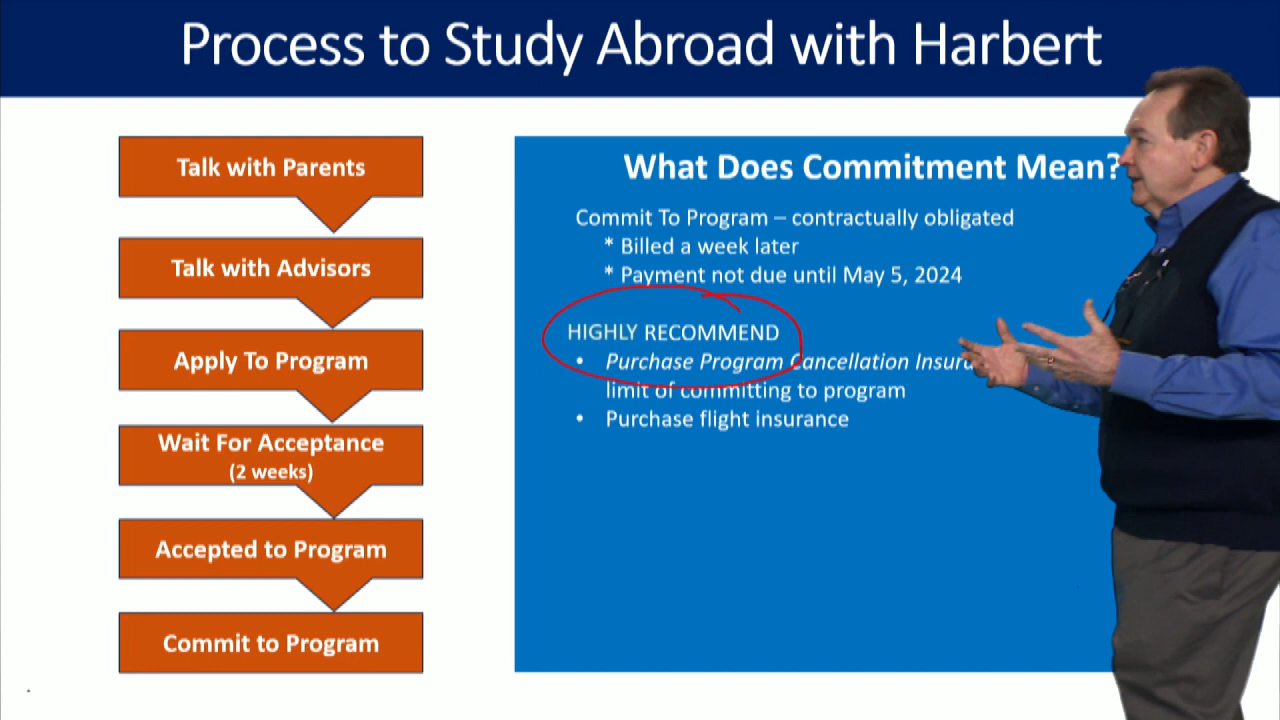 Process to Study Abroad with Harbert
Talk with Parents
Talk with Advisors
Apply To Program
Wait For Acceptance
(2 weeks)
Accepted to Program
Commit to Program
What Does Commitment Mean?
Commit To Program – contractually obligated
* Billed a week later
* Payment not due until May 5, 2024
HIGHLY RECOMMEND
• Purchase Program Cancellation
limit of committing to program
• Purchase flight insurance